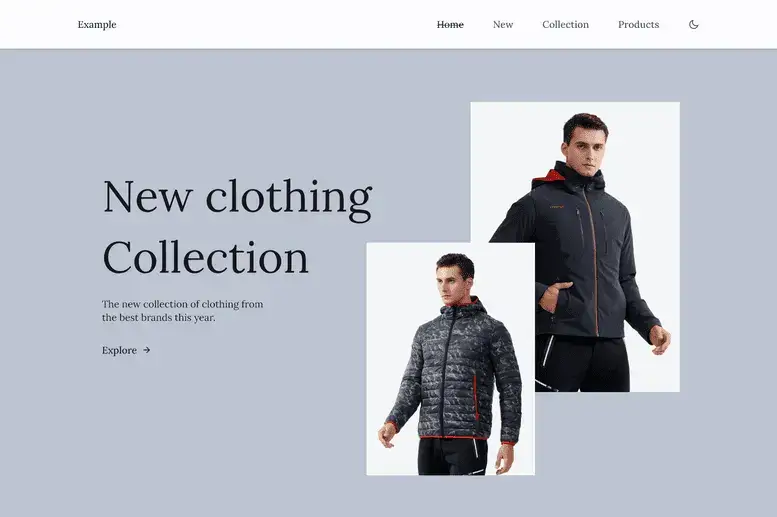 Example
Home
New
Collection
Products
New clothing
Collection
The new collection of clothing from
the best brands this year.
Explore →